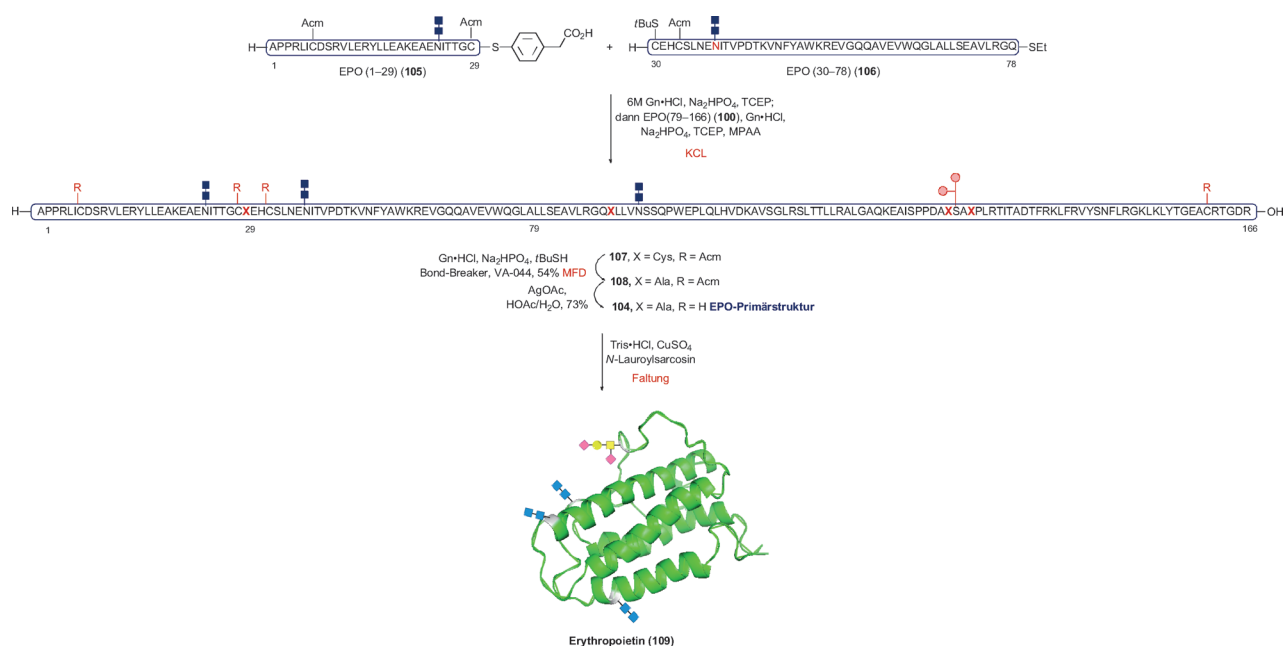 Acm
Acm
H
APPRLICDSRVLERYLLEAKEAENITTGC
S
CO₂H
1
29
EPO (1–29) (105)
+
tBuS
Acm
H
CEHCSLNENITVPDTKVNFYAWKREVGQQAVEVWQGLALLSEAVLRGQ
SEt
30
78
EPO (30–78) (106)
6M Gn•HCl, Na₂HPO₄, TCEP;
dann EPO(79–166) (100), Gn•HCl,
Na₂HPO₄, TCEP, MPAA
KCL
R
R
R
R
H
APPRLICDSRVLERYLLEAKEAENITTGCXEHCSLNENITVPDTKVNFYAWKREVGQQAVEVWQGLALLSEAVLRGQXLLVNSSQPWEPLQLHVDKAVSGLRSLTTLLRALGAQKEAISPPDAXSAXPLRTITADTFRKLFRVYSNFLRGKLKLYTGEACRTGDR
OH
1
29
79
166
Gn•HCl, Na₂HPO₄, tBuSH
Bond-Breaker, VA-044, 54% MFD
AgOAc,
HOAc/H₂O, 73%
107, X = Cys, R = Acm
108, X = Ala, R = Acm
104, X = Ala, R = H EPO-Primärstruktur
Tris•HCl, CuSO₄
N-Lauroylsarcosin
Faltung
Erythropoietin (109)